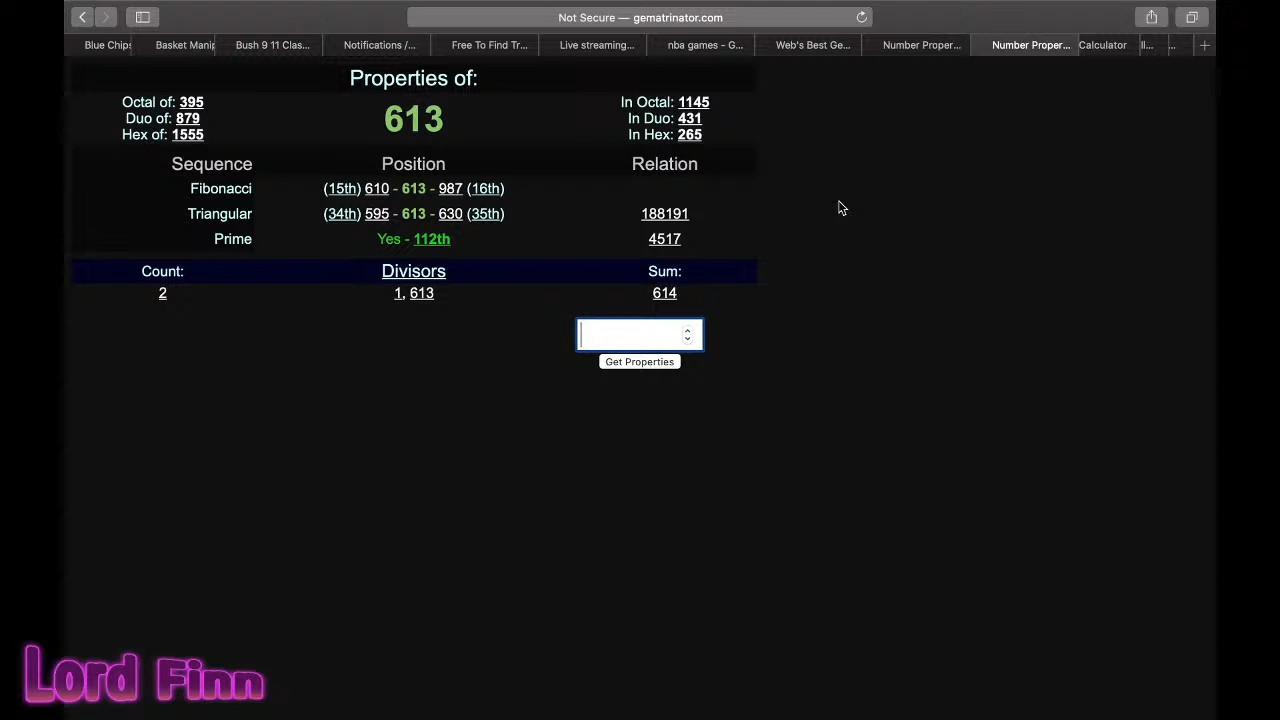 Not Secure — gematrinator.com
Blue Chips
Basket Manip
Bush 9 11 Clas...
Notifications /...
Free To Find Tr...
Live streaming...
nba games - G...
Web's Best Ge...
Number Proper...
Number Proper...
Calculator
Properties of:
Octal of: 395
613
In Octal: 1145
Duo of: 879
In Duo: 431
Hex of: 1555
In Hex: 265
Sequence Position Relation
Fibonacci (15th) 610 - 613 - 987 (16th)
Triangular (34th) 595 - 613 - 630 (35th) 188191
Prime Yes - 112th 4517
Count: Divisors Sum:
2 1, 613 614
Get Properties
Lord Finn